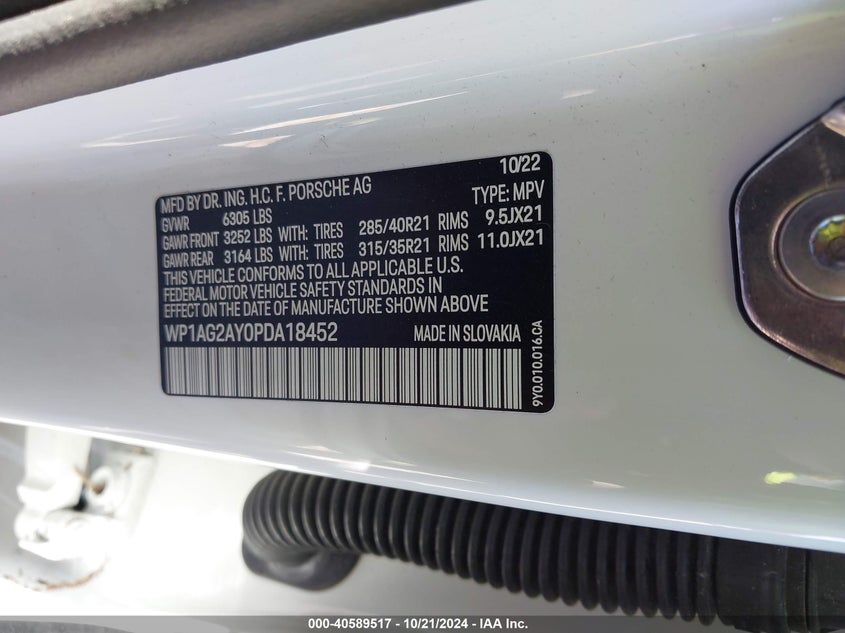 10/22
MFD BY DR. ING. H.C. F. PORSCHE AG TYPE: MPV
GVWR 6305 LBS
GAWR FRONT 3252 LBS WITH: TIRES 285/40R21 RIMS 9.5JX21
GAWR REAR 3164 LBS WITH: TIRES 315/35R21 RIMS 11.0JX21
THIS VEHICLE CONFORMS TO ALL APPLICABLE U.S.
FEDERAL MOTOR VEHICLE SAFETY STANDARDS IN
EFFECT ON THE DATE OF MANUFACTURE SHOWN ABOVE
WP1AG2AY0PDA18452 MADE IN SLOVAKIA
9Y0.010.016.CA
000-40589517 - 10/21/2024 - IAA Inc.